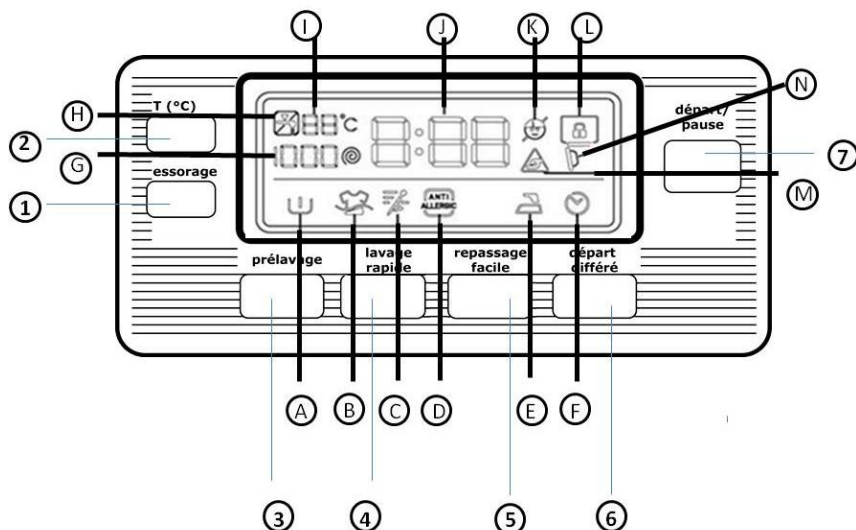 I J K L
H T (°C) °C départ/ N
2 pause
G essorage 7
1 ANTI M
ALLERGIC
prélavage lavage repassage départ
rapide facile différé
A B C D E F
3 4 5 6